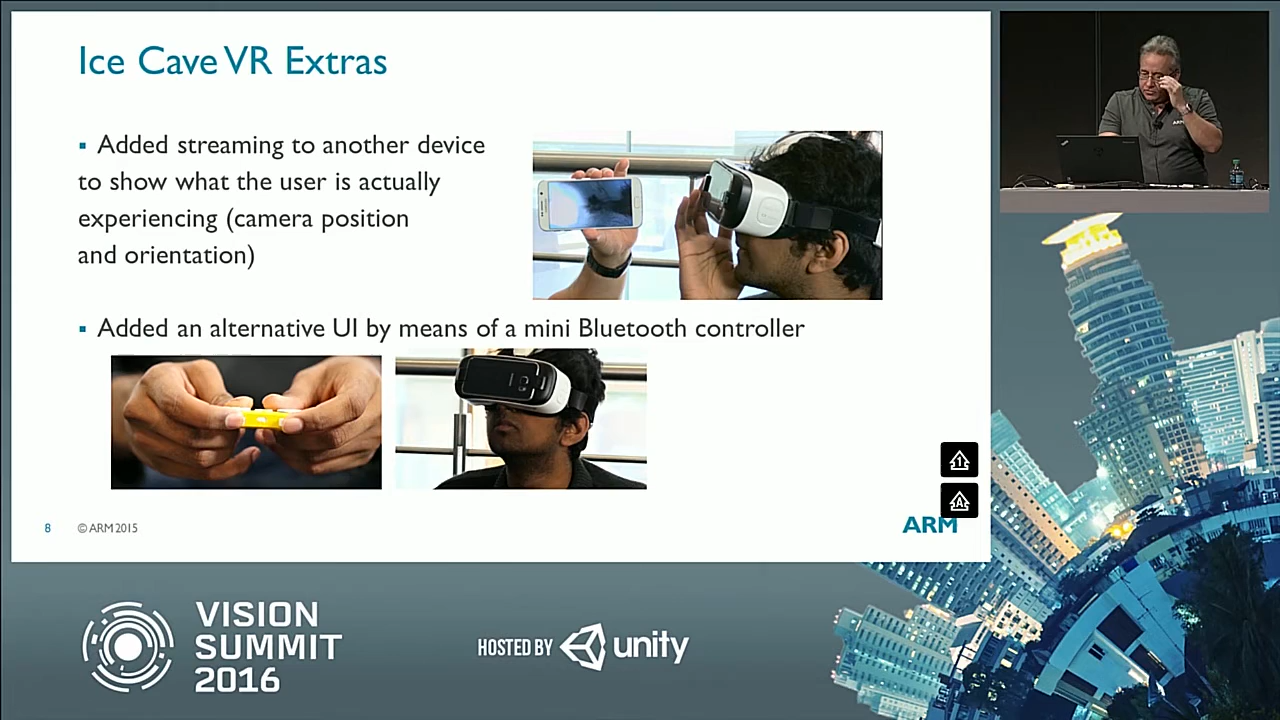 Ice Cave VR Extras
▪ Added streaming to another device
to show what the user is actually
experiencing (camera position
and orientation)
▪ Added an alternative UI by means of a mini Bluetooth controller
8 © ARM 2015
ARM
1
A
ARM
VISION
SUMMIT
2016
HOSTED BY unity